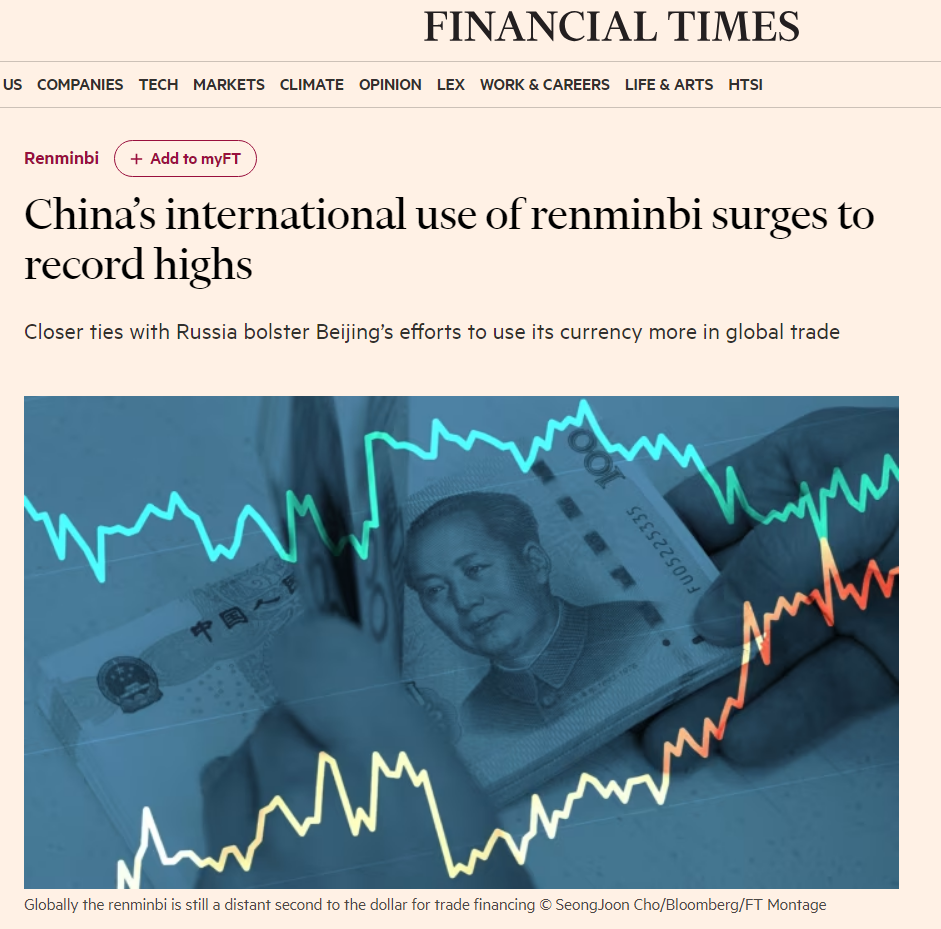 FINANCIAL TIMES
US COMPANIES TECH MARKETS CLIMATE OPINION LEX WORK & CAREERS LIFE & ARTS HTSI
Renminbi + Add to myFT
China’s international use of renminbi surges to
record highs
Closer ties with Russia bolster Beijing’s efforts to use its currency more in global trade
100
FU05225335
中国人民
Globally the renminbi is still a distant second to the dollar for trade financing © SeongJoon Cho/Bloomberg/FT Montage